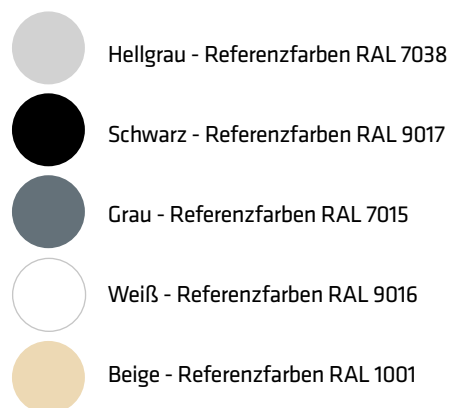 Hellgrau - Referenzfarben RAL 7038
Schwarz - Referenzfarben RAL 9017
Grau - Referenzfarben RAL 7015
Weiß - Referenzfarben RAL 9016
Beige - Referenzfarben RAL 1001